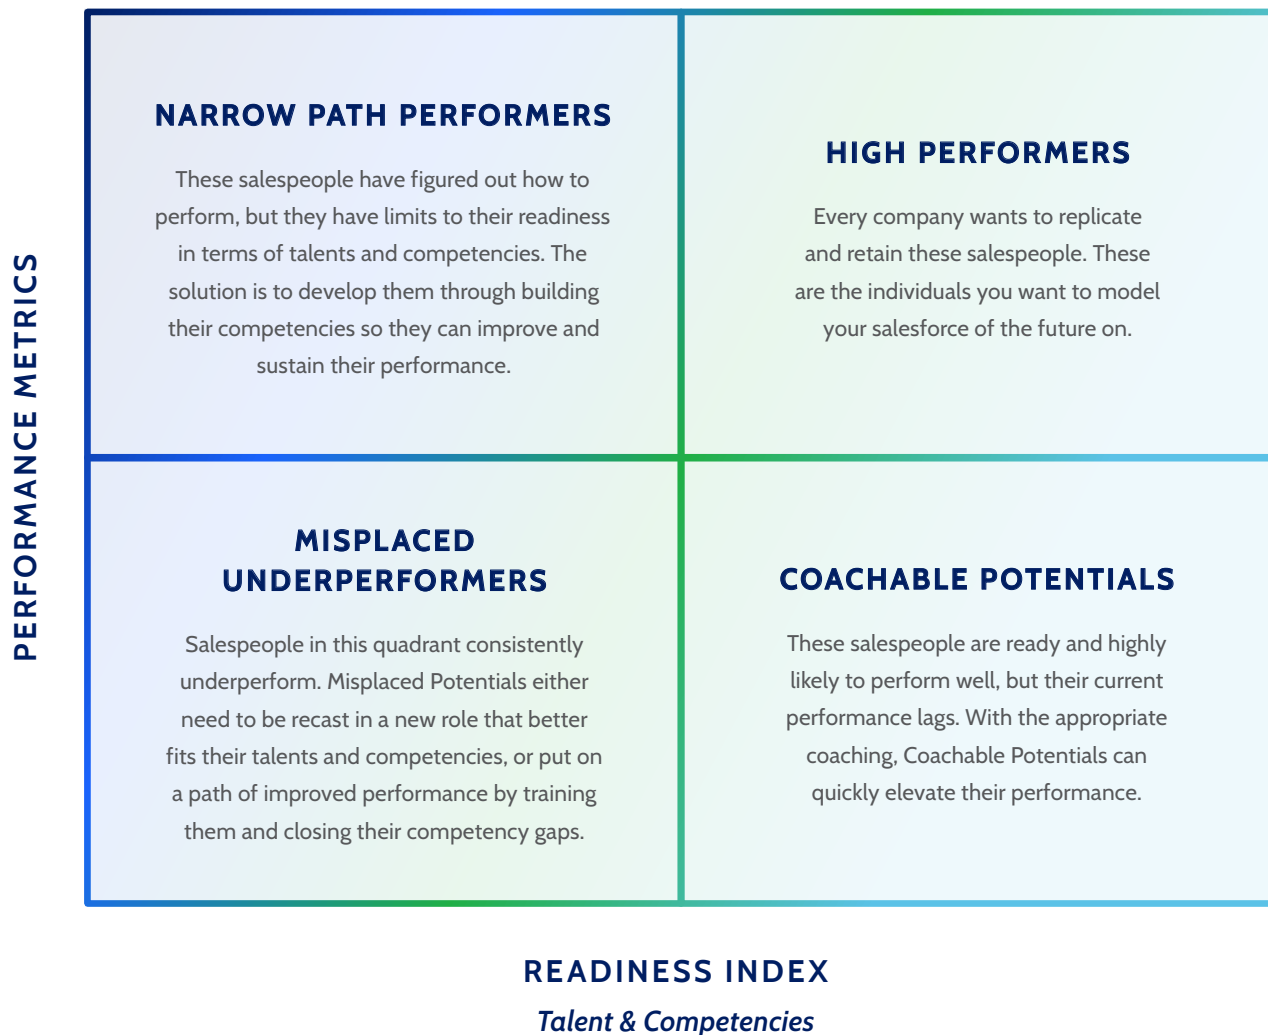 PERFORMANCE METRICS
NARROW PATH PERFORMERS
These salespeople have figured out how to
perform, but they have limits to their readiness
in terms of talents and competencies. The
solution is to develop them through building
their competencies so they can improve and
sustain their performance.
HIGH PERFORMERS
Every company wants to replicate
and retain these salespeople. These
are the individuals you want to model
your salesforce of the future on.
MISPLACED
UNDERPERFORMERS
Salespeople in this quadrant consistently
underperform. Misplaced Potentials either
need to be recast in a new role that better
fits their talents and competencies, or put on
a path of improved performance by training
them and closing their competency gaps.
COACHABLE POTENTIALS
These salespeople are ready and highly
likely to perform well, but their current
performance lags. With the appropriate
coaching, Coachable Potentials can
quickly elevate their performance.
READINESS INDEX
Talent & Competencies